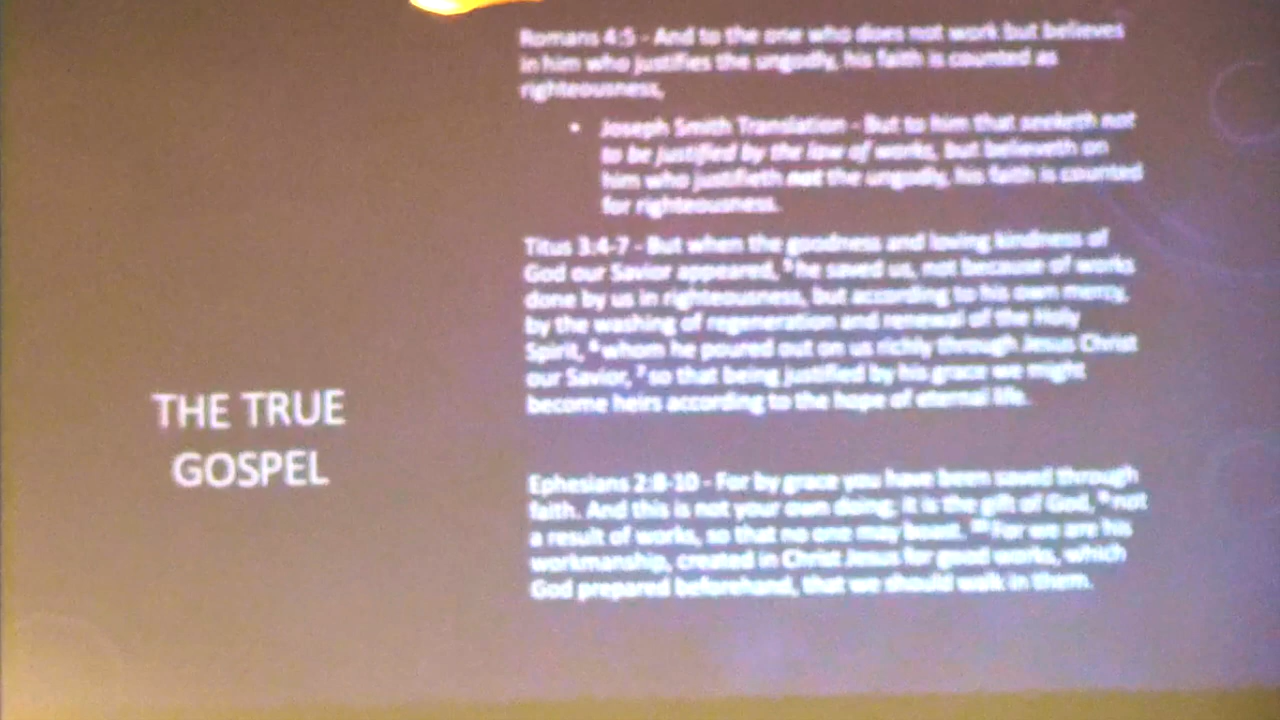 THE TRUE
GOSPEL
Romans 4:5 - And to the one who does not work but believes
in him who justifies the ungodly, his faith is counted as
righteousness,
• Joseph Smith Translation - But to him that seeketh not
to be justified by the law of works, but believeth on
him who justifieth not the ungodly, his faith is counted
for righteousness.
Titus 3:4-7 - But when the goodness and loving kindness of
God our Savior appeared, ⁵ he saved us, not because of works
done by us in righteousness, but according to his own mercy,
by the washing of regeneration and renewal of the Holy
Spirit, ⁶ whom he poured out on us richly through Jesus Christ
our Savior, ⁷ so that being justified by his grace we might
become heirs according to the hope of eternal life.
Ephesians 2:8-10 - For by grace you have been saved through
faith. And this is not your own doing; it is the gift of God, ⁹ not
a result of works, so that no one may boast. ¹⁰ For we are his
workmanship, created in Christ Jesus for good works, which
God prepared beforehand, that we should walk in them.